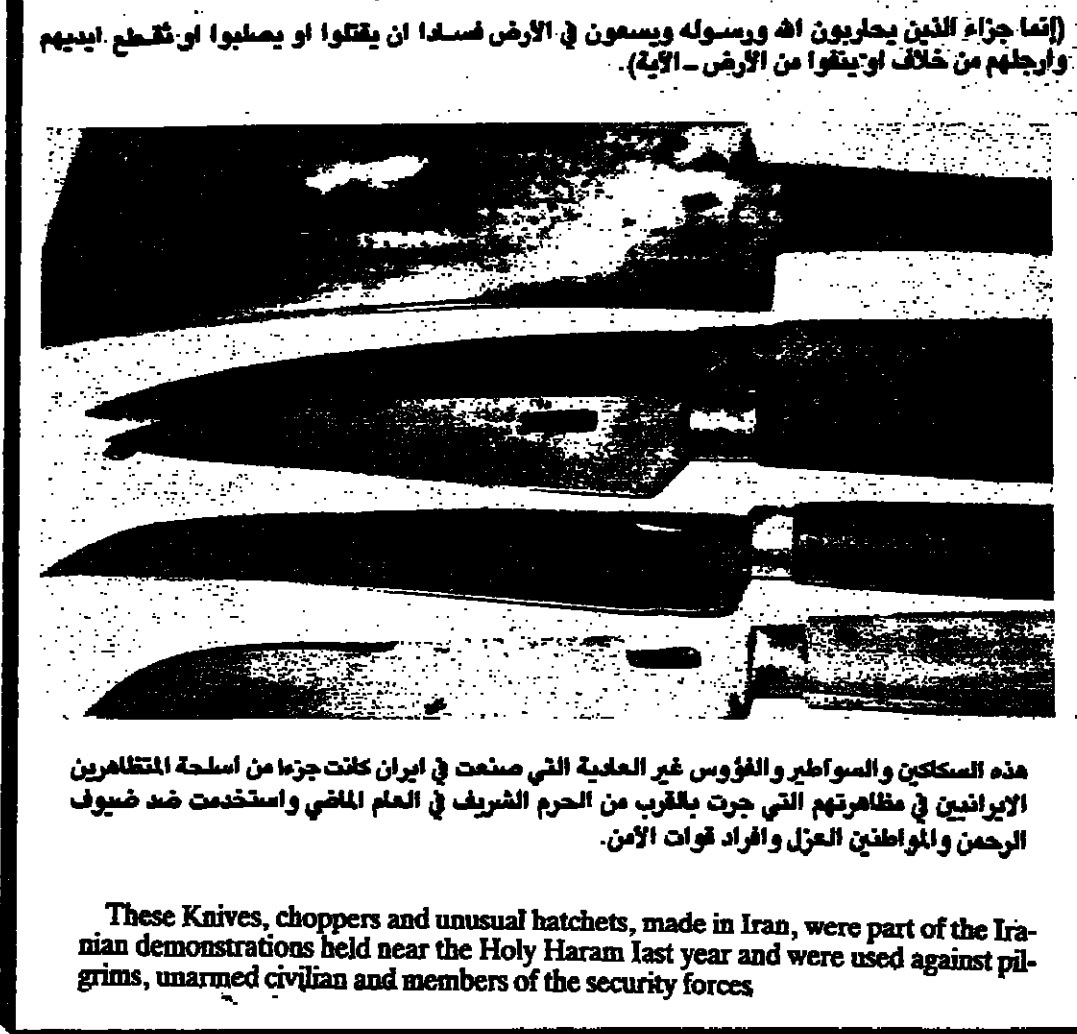 (إنما جزاء الذين يحاربون الله ورسوله ويسعون في الأرض فسادا ان يقتلوا او يصلبوا او تقطع ايديهم
وأرجلهم من خلاف او ينفوا من الأرض ـ الآية).
هذه السكاكين والسواطير والفؤوس غير العادية التي صنعت في ايران كانت جزءا من أسلحة المتظاهرين
الايرانيين في مظاهرتهم التي جرت بالقرب من الحرم الشريف في العام الماضي واستخدمت ضد ضيوف
الرحمن والمواطنين العزل وافراد قوات الأمن.
These Knives, choppers and unusual hatchets, made in Iran, were part of the Ira-
nian demonstrations held near the Holy Haram last year and were used against pil-
grims, unarmed civilian and members of the security forces